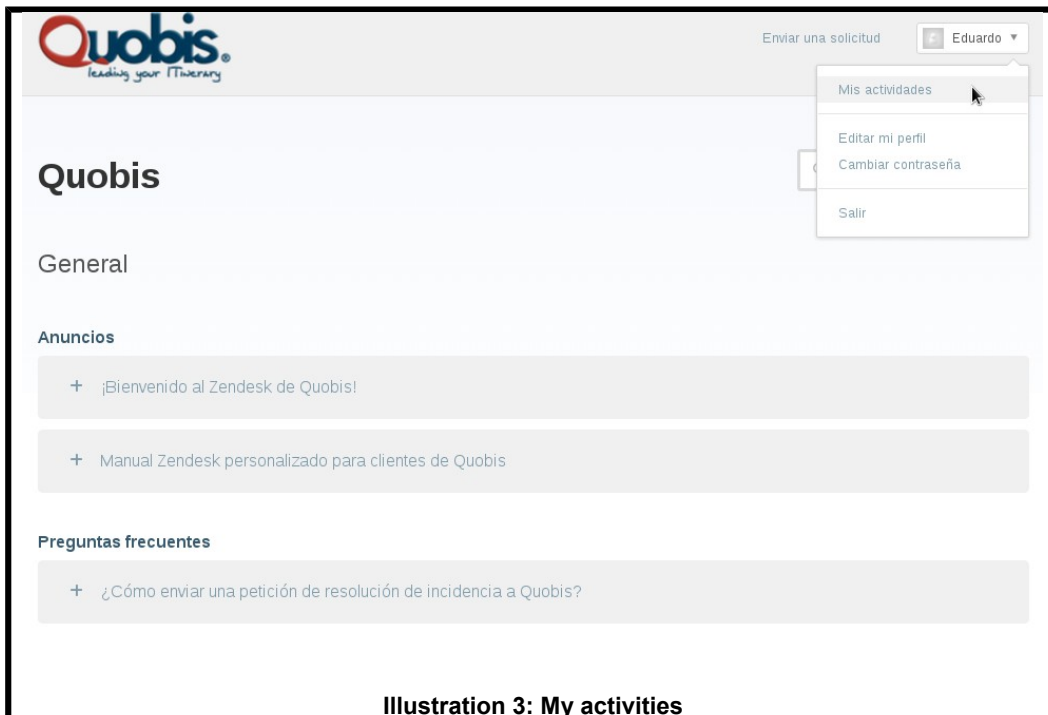 Quobis.
leading your ITinerary
Enviar una solicitud
Eduardo
Mis actividades
Editar mi perfil
Cambiar contraseña
Salir
Quobis
General
Anuncios
+ ¡Bienvenido al Zendesk de Quobis!
+ Manual Zendesk personalizado para clientes de Quobis
Preguntas frecuentes
+ ¿Cómo enviar una petición de resolución de incidencia a Quobis?
Illustration 3: My activities